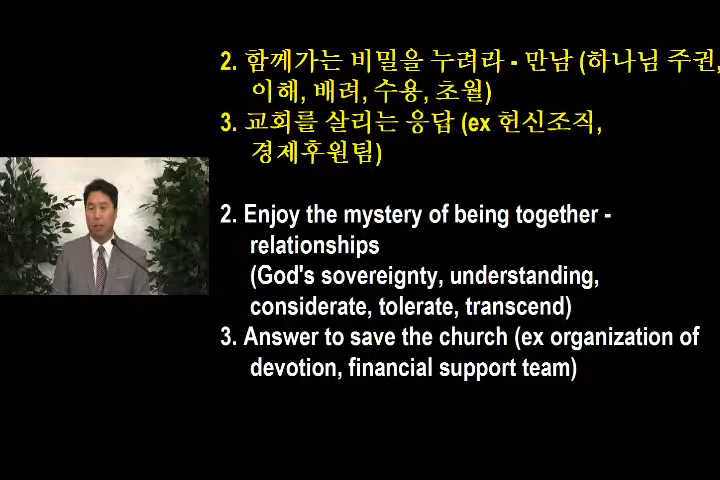 2. 함께가는 비밀을 누려라 - 만남 (하나님 주권,
이해, 배려, 수용, 초월)
3. 교회를 살리는 응답 (ex 헌신조직,
경제후원팀)
2. Enjoy the mystery of being together -
relationships
(God's sovereignty, understanding,
considerate, tolerate, transcend)
3. Answer to save the church (ex organization of
devotion, financial support team)